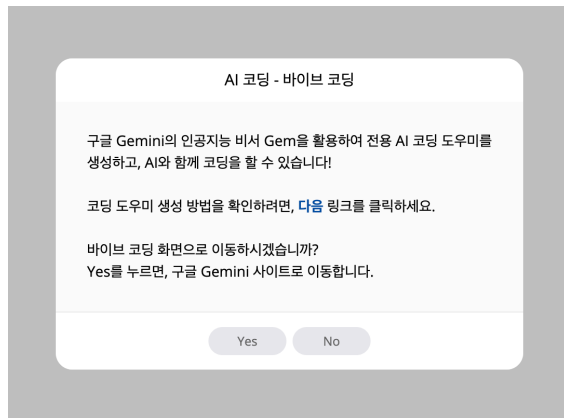 AI 코딩 - 바이브 코딩
구글 Gemini의 인공지능 비서 Gem을 활용하여 전용 AI 코딩 도우미를
생성하고, AI와 함께 코딩을 할 수 있습니다!
코딩 도우미 생성 방법을 확인하려면, 다음 링크를 클릭하세요.
바이브 코딩 화면으로 이동하시겠습니까?
Yes를 누르면, 구글 Gemini 사이트로 이동합니다.
Yes No